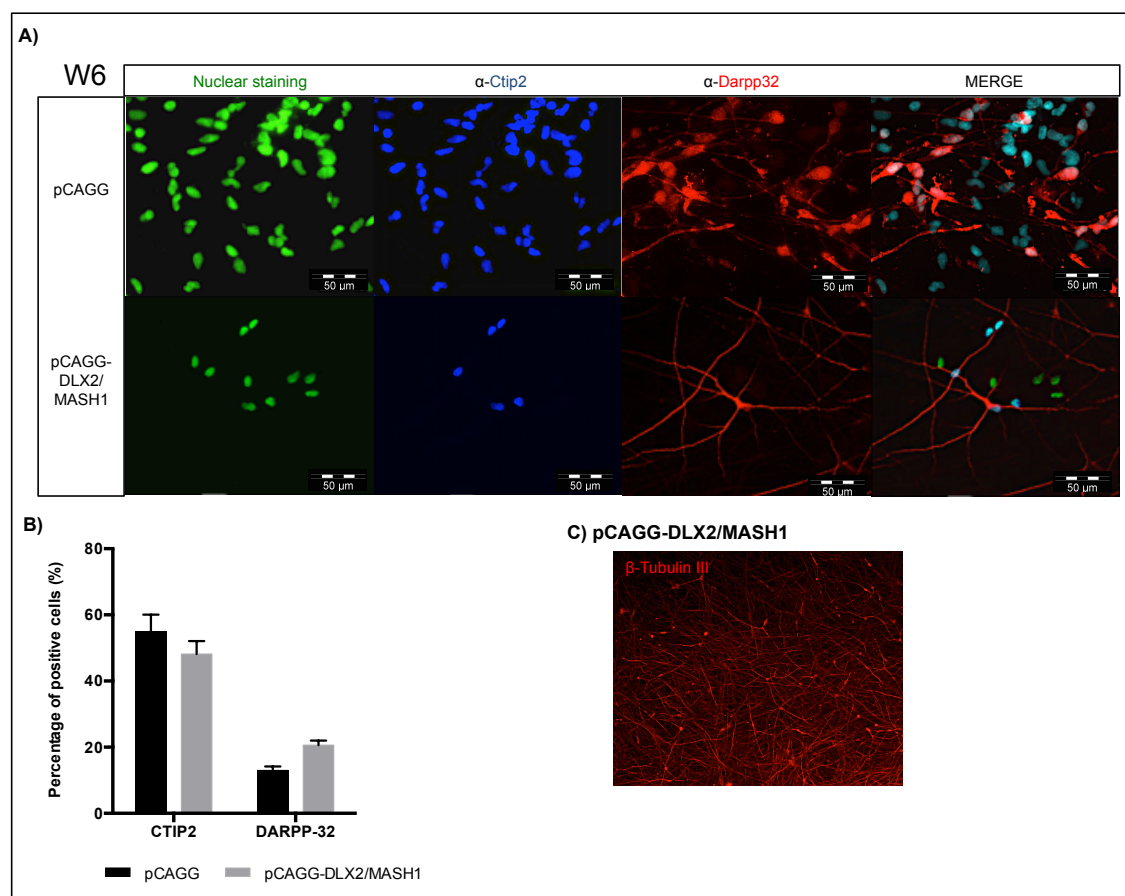 A)
W6
Nuclear staining
α-Ctip2
α-Darpp32
MERGE
pCAGG
50 µm
50 µm
50 µm
50 µm
pCAGG-
DLX2/
MASH1
50 µm
50 µm
50 µm
50 µm
B)
Percentage of positive cells (%)
80
60
40
20
0
CTIP2
DARPP-32
pCAGG
pCAGG-DLX2/MASH1
C) pCAGG-DLX2/MASH1
β-Tubulin III